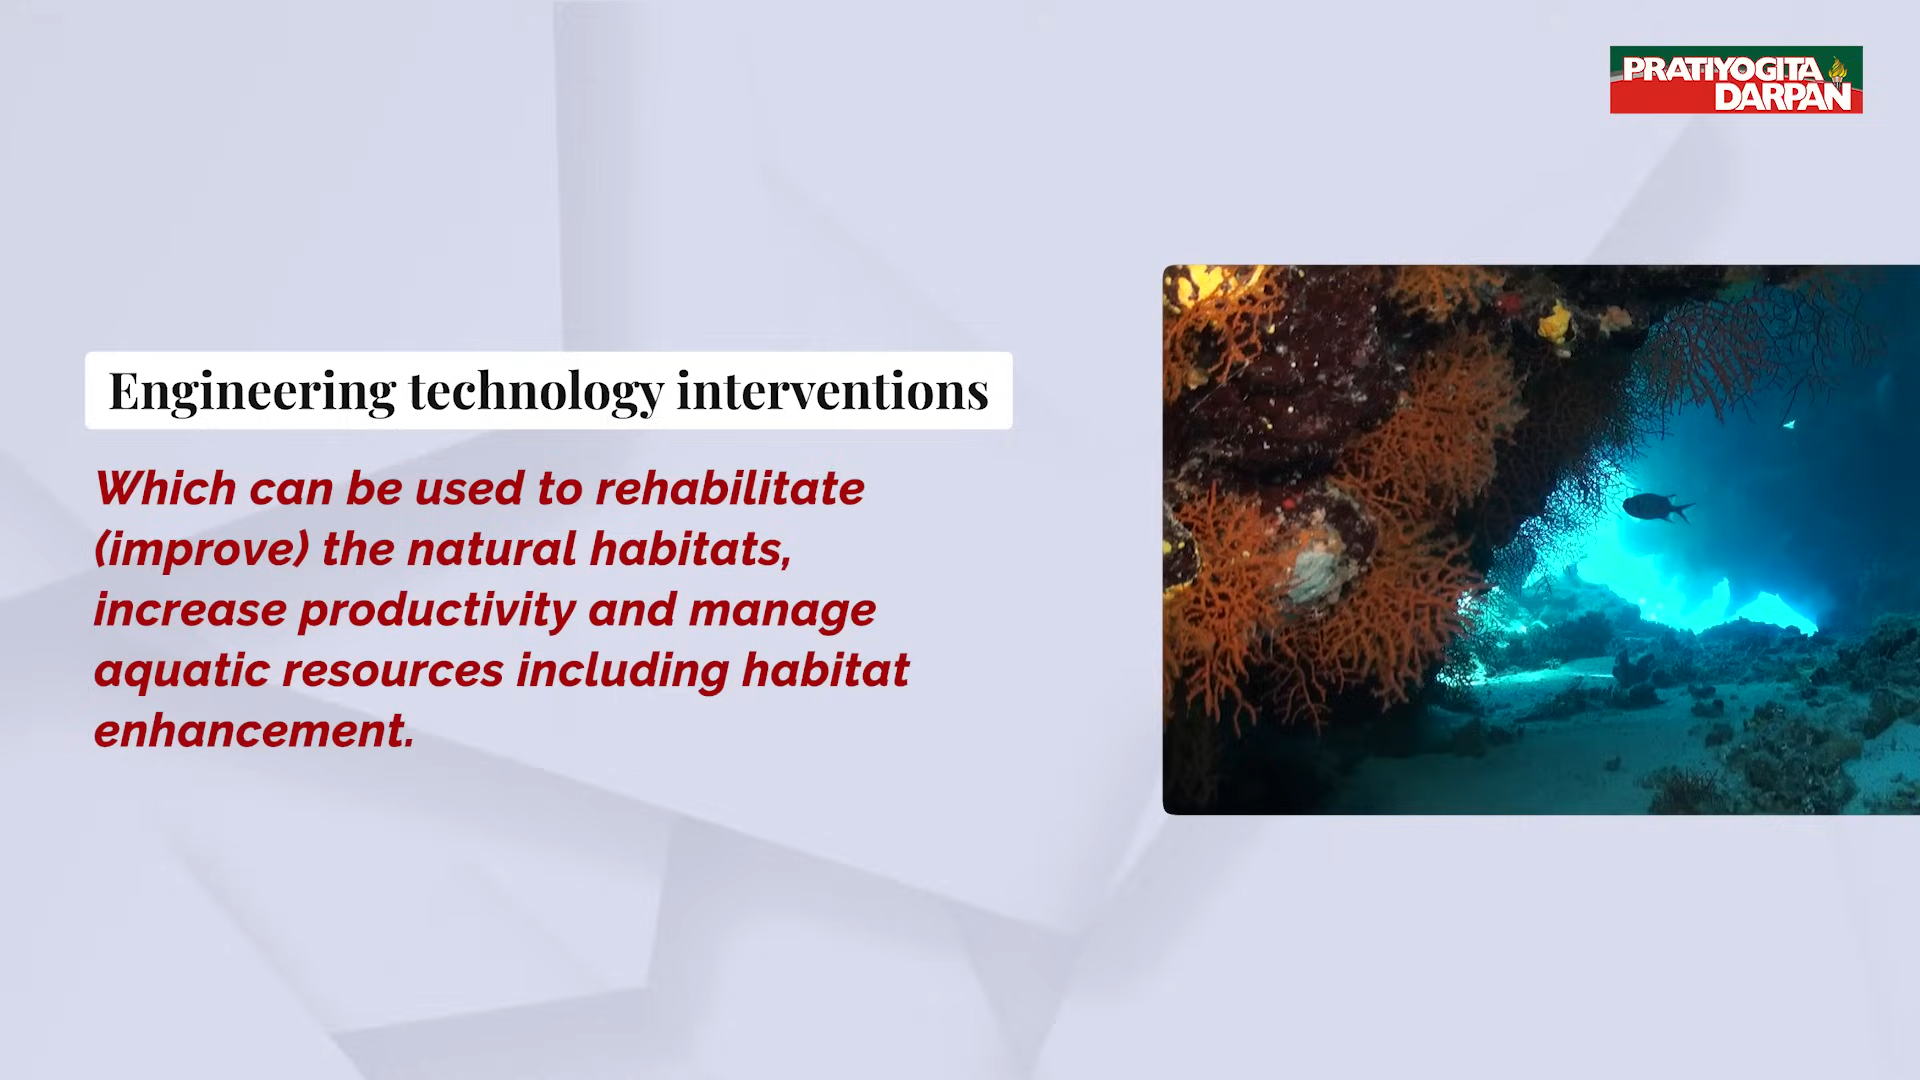 PRATIYOGITA
DARPAN
Engineering technology interventions
Which can be used to rehabilitate
(improve) the natural habitats,
increase productivity and manage
aquatic resources including habitat
enhancement.